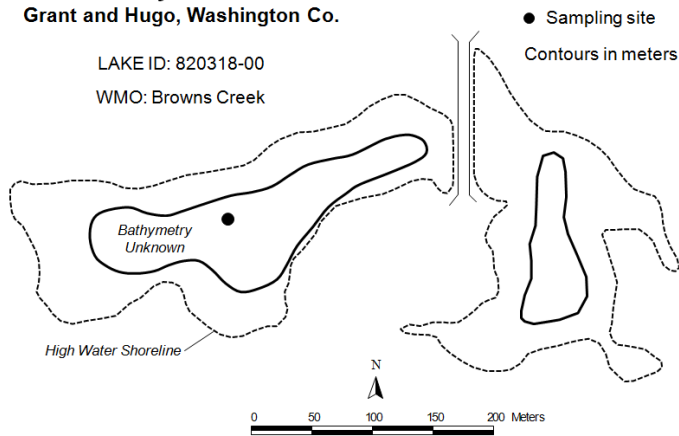 Grant and Hugo, Washington Co.
Sampling site
LAKE ID: 820318-00
Contours in meters
WMO: Browns Creek
Bathymetry
Unknown
High Water Shoreline
N
0 50 100 150 200 Meters